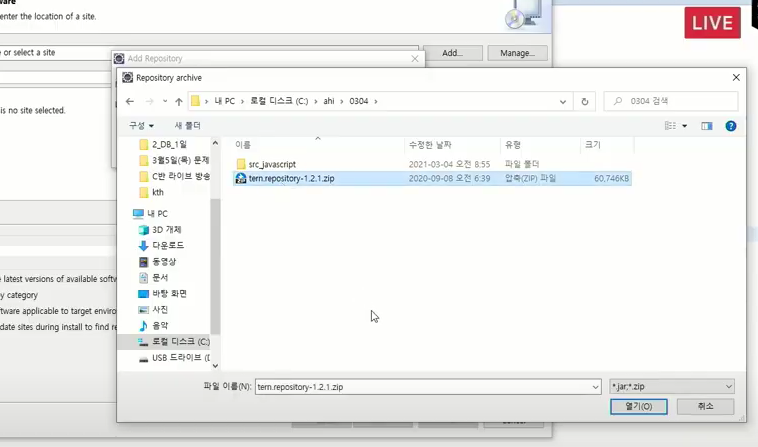 ware
enter the location of a site.
LIVE
e or select a site
Add...
Manage...
Add Repository
Repository archive
is no site selected.
내 PC › 로컬 디스크 (C:) › ahi › 0304 ›
0304 검색
구성
새 폴더
이름
수정한 날짜
유형
크기
2_DB_1일
3월5일(목) 문제
C반 라이브 방송
kth
내 PC
3D 개체
다운로드
동영상
문서
바탕 화면
사진
음악
로컬 디스크 (C:)
USB 드라이브 (D
src_javascript
2021-03-04 오전 8:55
파일 폴더
tern.repository-1.2.1.zip
2020-09-08 오전 6:39
압축(ZIP) 파일
60,746KB
e latest versions of available softw
y category
ftware applicable to target enviro
date sites during install to find re
파일 이름(N):
tern.repository-1.2.1.zip
*.jar;*.zip
열기(O)
취소